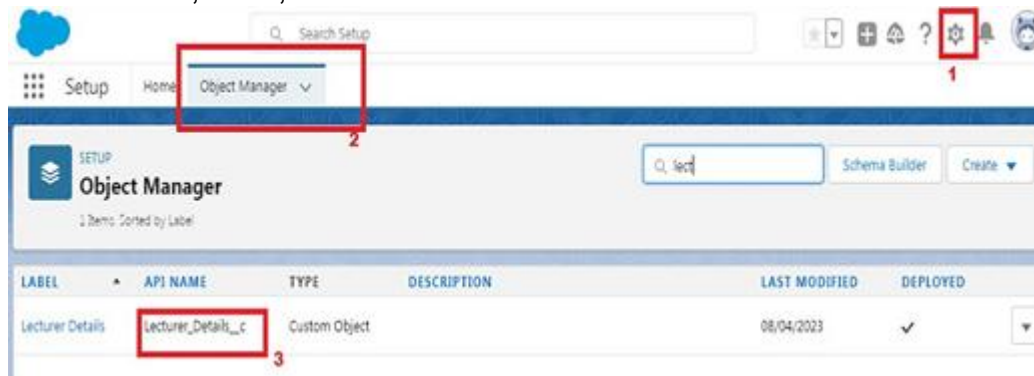 Search Setup
1
Setup Home Object Manager
2
SETUP
Object Manager
1 Items. Sorted by Label
lect
Schema Builder
Create
LABEL API NAME TYPE DESCRIPTION LAST MODIFIED DEPLOYED
Lecturer Details Lecturer_Details__c Custom Object 08/04/2023
3